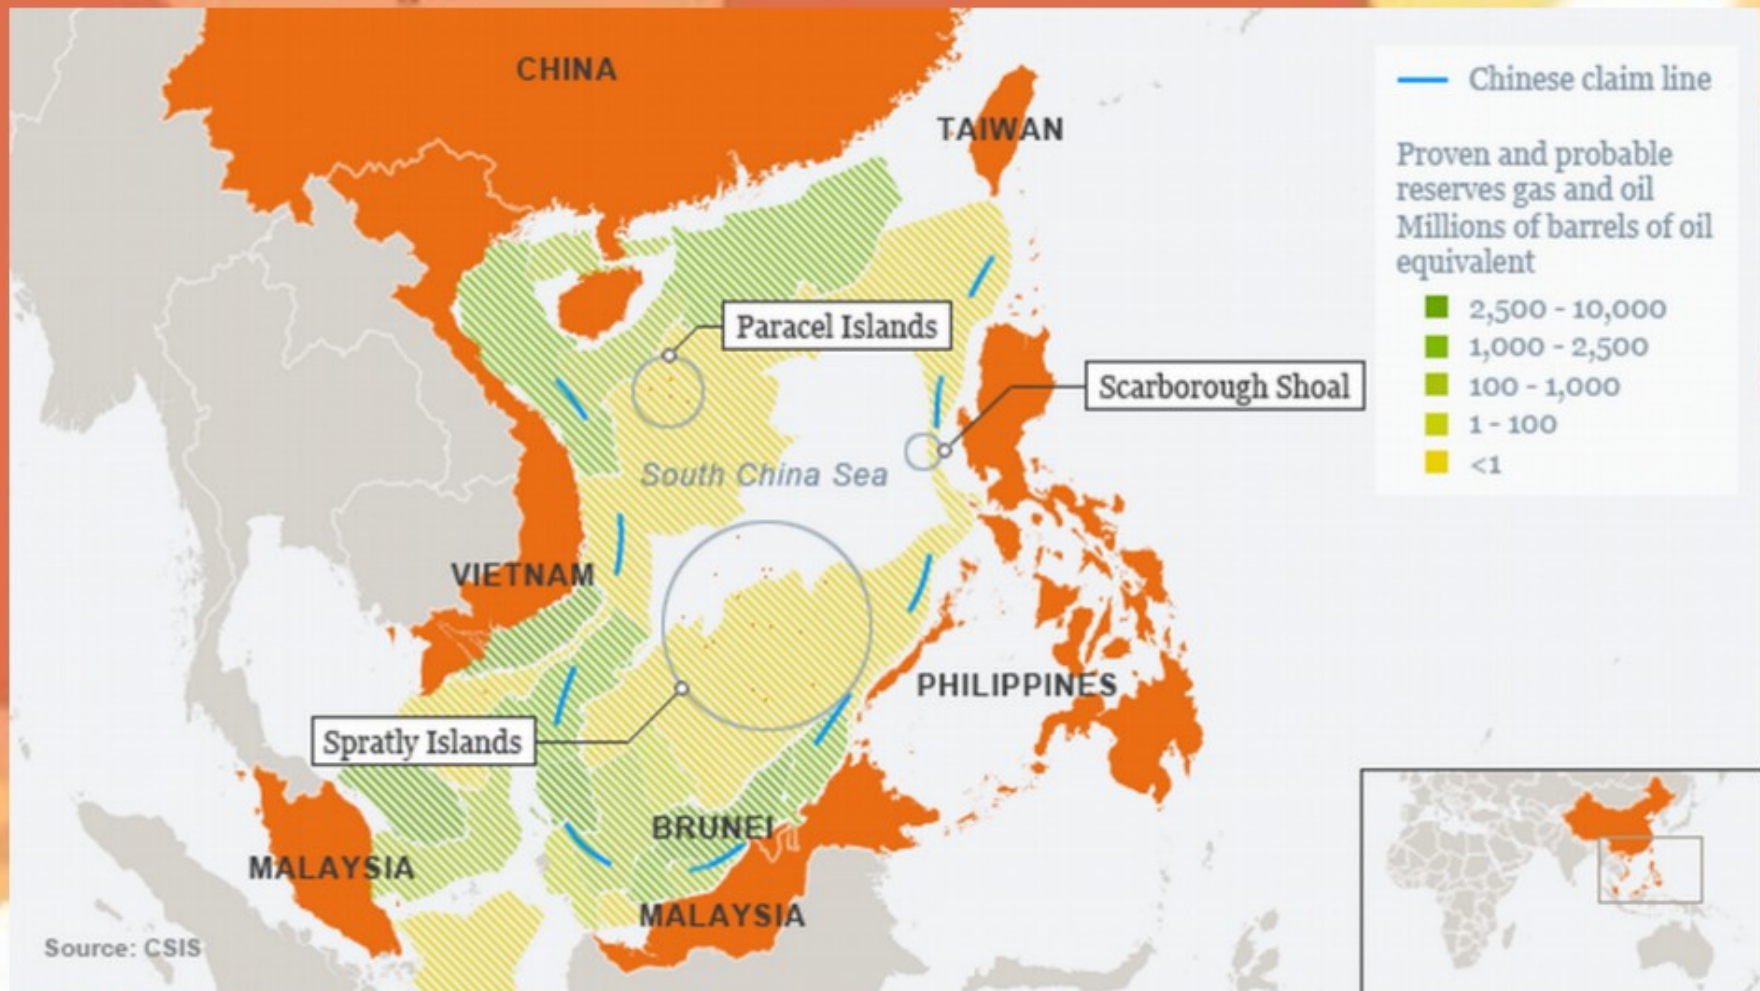 CHINA
TAIWAN
Chinese claim line
Proven and probable
reserves gas and oil
Millions of barrels of oil
equivalent
2,500 - 10,000
1,000 - 2,500
100 - 1,000
1 - 100
<1
Paracel Islands
Scarborough Shoal
South China Sea
VIETNAM
PHILIPPINES
Spratly Islands
BRUNEI
MALAYSIA
MALAYSIA
Source: CSIS